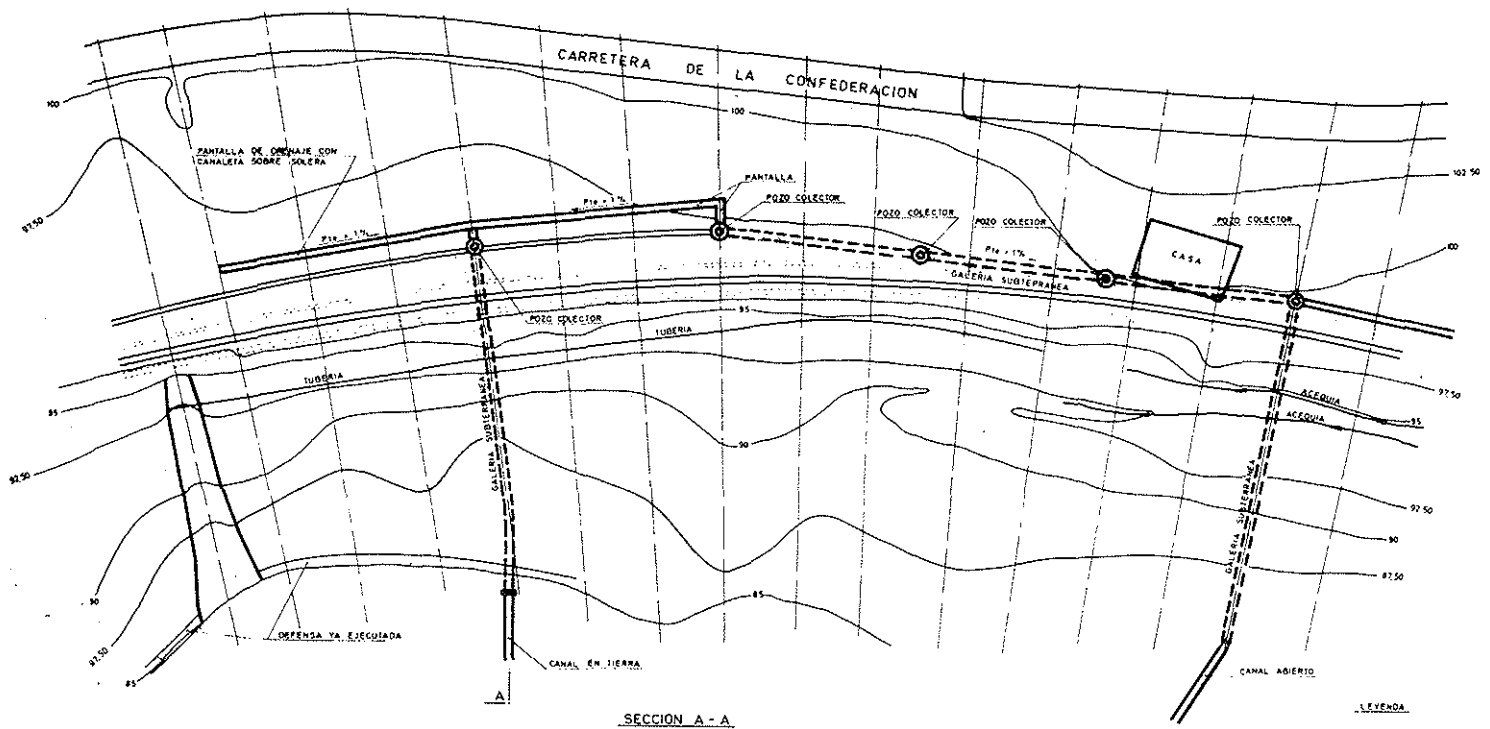 CARRETERA DE LA CONFEDERACION
100
100
102.50
PANTALLA DE DRENAJE CON
CANALETA SOBRE SOLERA
PANTALLA
POZO COLECTOR
POZO COLECTOR
POZO COLECTOR
POZO COLECTOR
Pte > 1%
Pte > 1%
Pte > 1%
CASA
100
97.50
GALERIA SUBTERRANEA
POZO COLECTOR
95
TUBERIA
TUBERIA
95
ACEQUIA
ACEQUIA
97.50
95
92.50
90
GALERIA SUBTERRANEA
GALERIA SUBTERRANEA
92.50
90
87.50
90
87.50
85
85
DEFENSA YA EJECUTADA
CANAL EN TIERRA
CANAL ABIERTO
A
LEYENDA
SECCION A - A